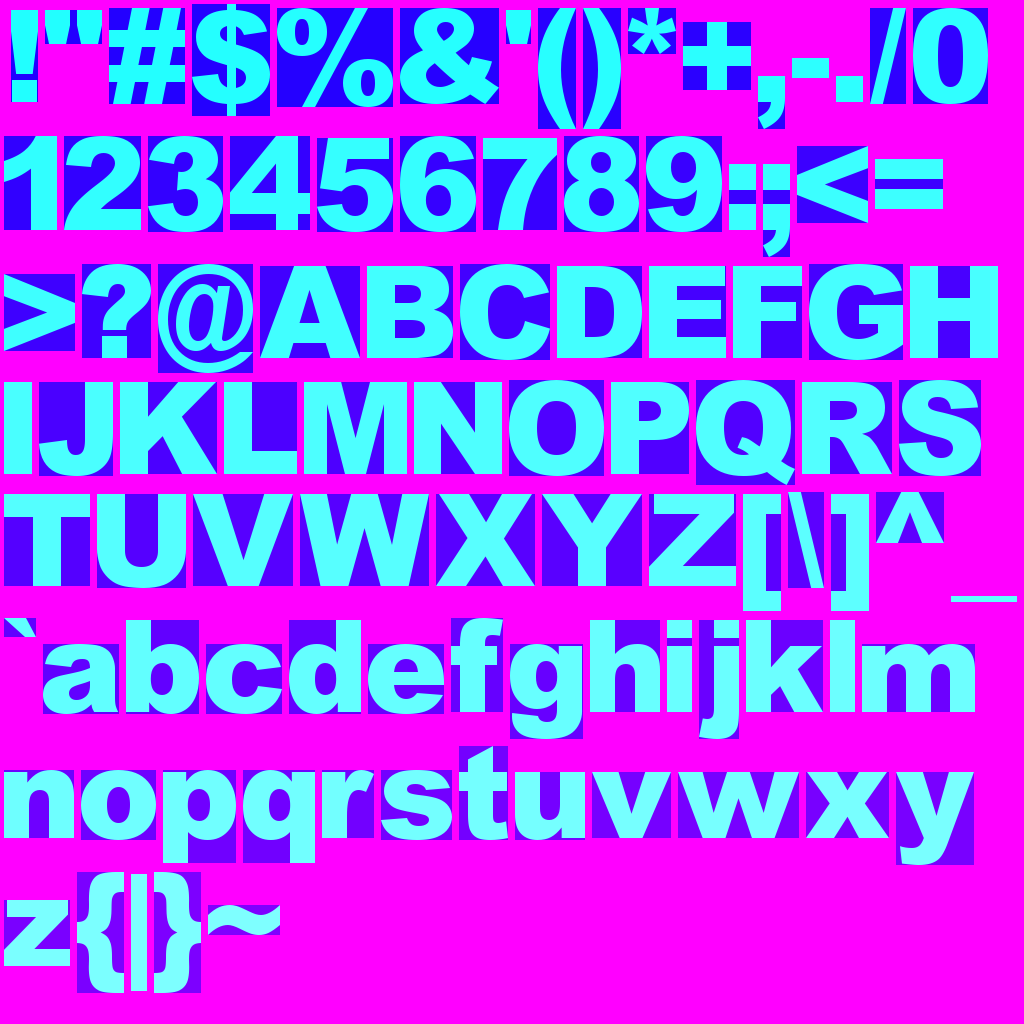 !"#$%&'()*+,-./0
123456789:;<=
>?@ABCDEFGH
IJKLMNOPQRS
TUVWXYZ[\]^_
`abcdefghijklm
nopqrstuvwxy
z{|}~